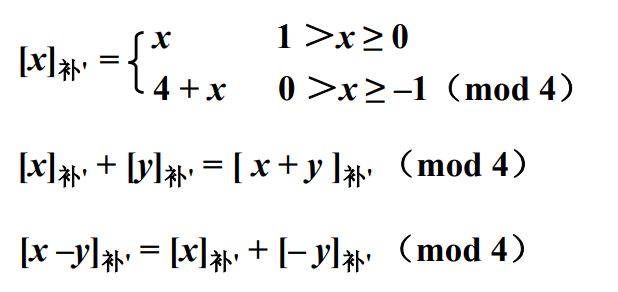 [x]补' = { x 1 ＞x ≥ 0
4 + x 0 ＞x ≥ –1（mod 4）
[x]补' + [y]补' = [ x + y ]补' （mod 4）
[x –y]补' = [x]补' + [– y]补' （mod 4）